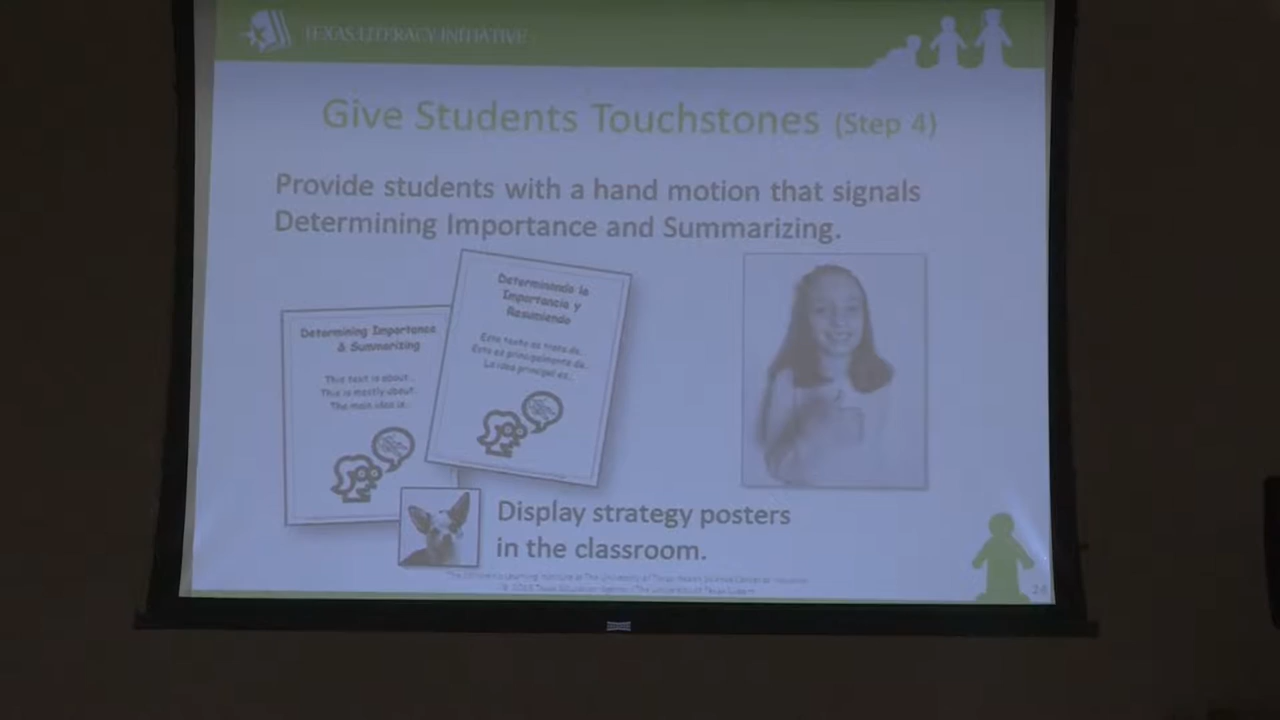 TEXAS LITERACY INITIATIVE
Give Students Touchstones (Step 4)
Provide students with a hand motion that signals
Determining Importance and Summarizing.
Determining Importance
& Summarizing
This text is about...
This is mostly about...
The main idea is...
Determinando la
Importancia y
Resumiendo
Este texto se trata de...
Esto es principalmente de...
La idea principal es...
Display strategy posters
in the classroom.
26